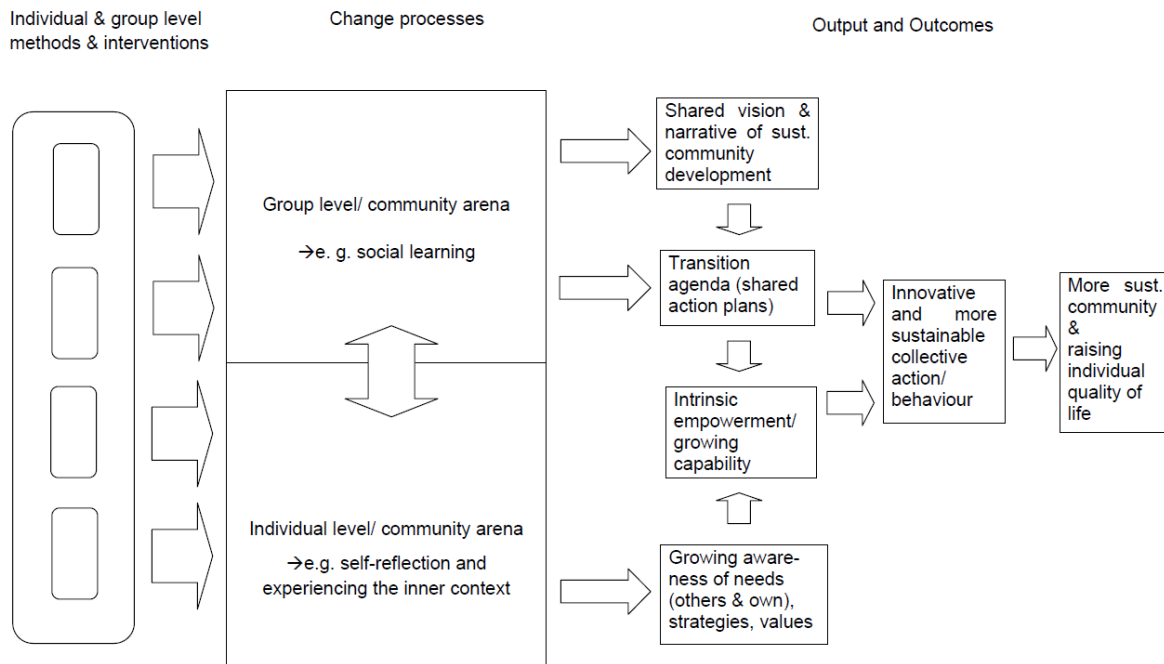 Individual & group level
methods & interventions
Change processes
Output and Outcomes
Group level/ community arena
→e. g. social learning
Individual level/ community arena
→e.g. self-reflection and
experiencing the inner context
Shared vision &
narrative of sust.
community
development
Transition
agenda (shared
action plans)
Intrinsic
empowerment/
growing
capability
Growing aware-
ness of needs
(others & own),
strategies, values
Innovative
and more
sustainable
collective
action/
behaviour
More sust.
community
&
raising
individual
quality of
life